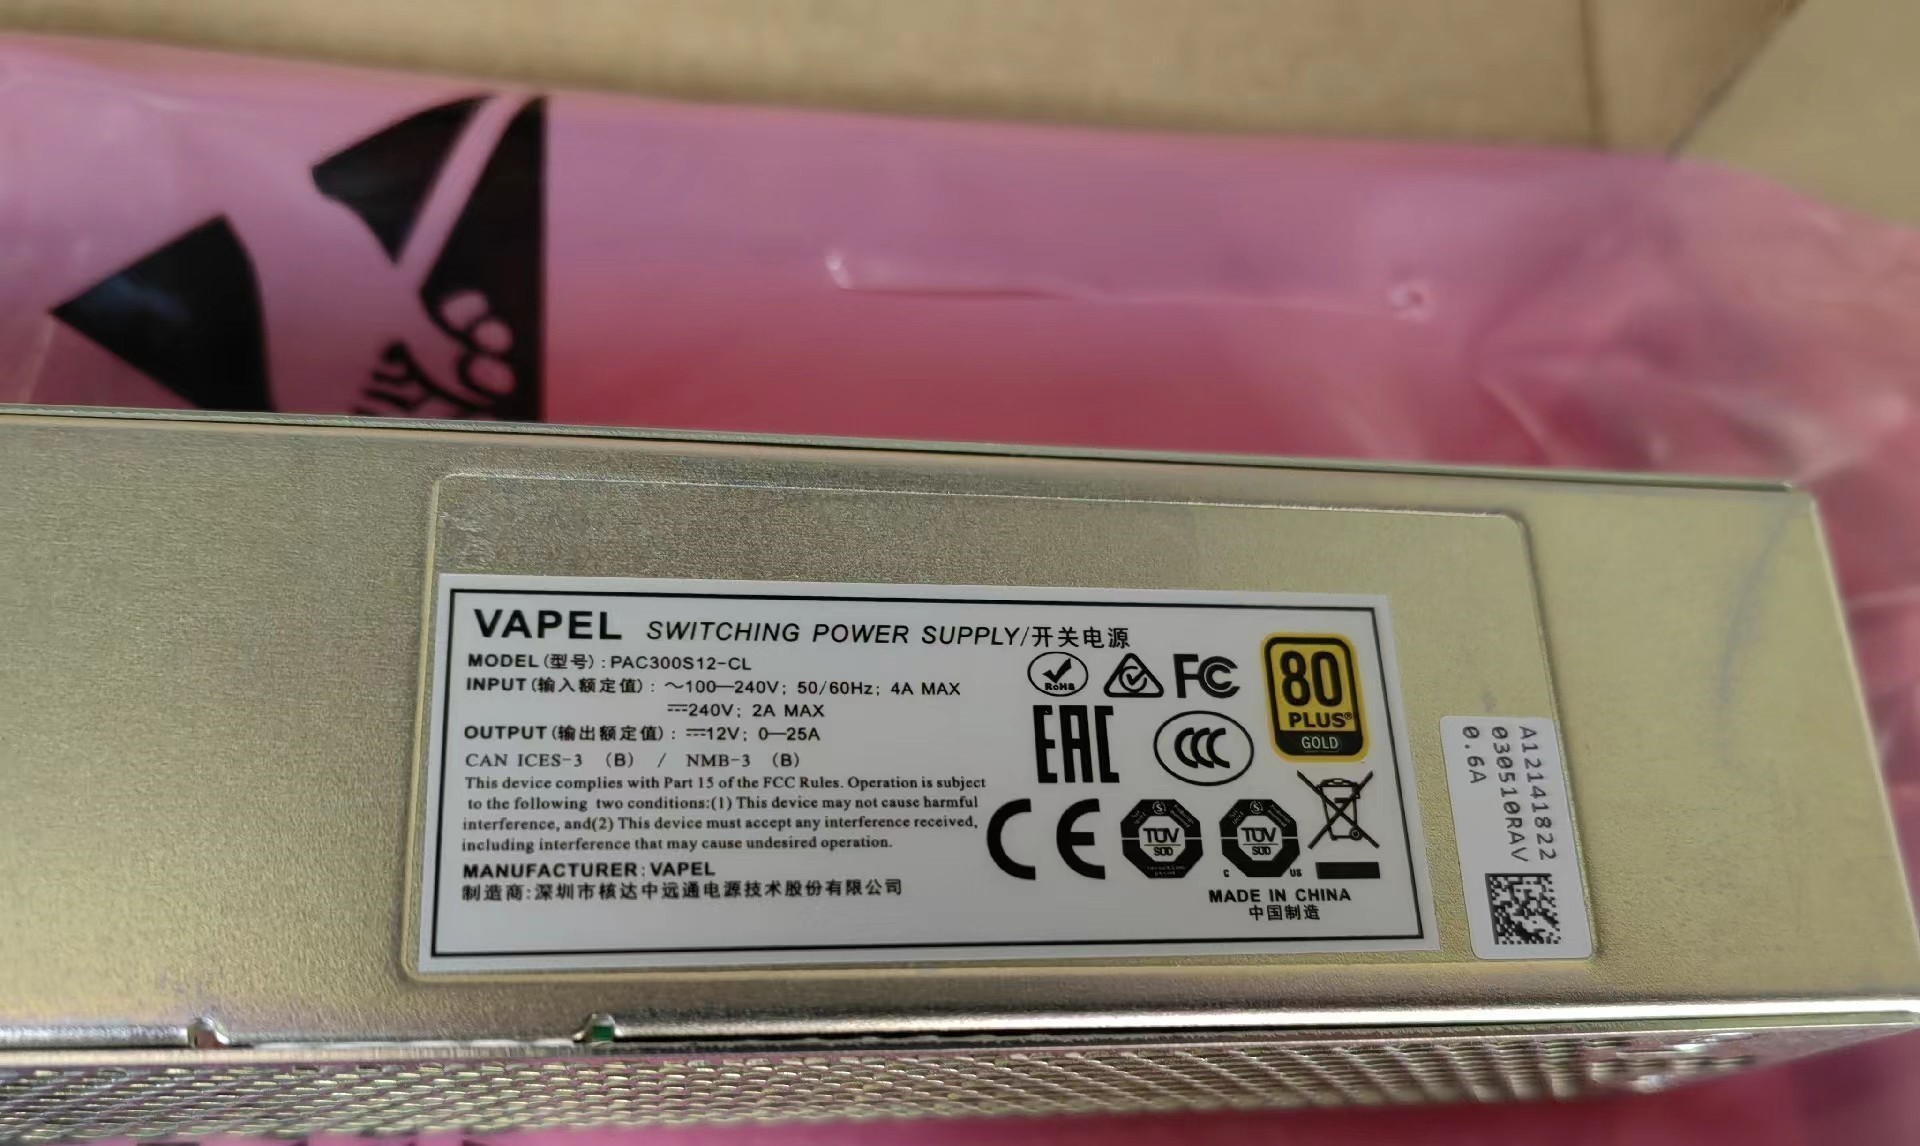 VAPEL SWITCHING POWER SUPPLY/开关电源
MODEL(型号):PAC300S12-CL
INPUT(输入额定值): ~100—240V; 50/60Hz; 4A MAX
⎓240V; 2A MAX
OUTPUT(输出额定值): ⎓12V; 0—25A
CAN ICES-3 (B) / NMB-3 (B)
This device complies with Part 15 of the FCC Rules. Operation is subject
to the following two conditions:(1) This device may not cause harmful
interference, and(2) This device must accept any interference received,
including interference that may cause undesired operation.
MANUFACTURER:VAPEL
制造商:深圳市核达中远通电源技术股份有限公司
RoHS
FC
80
PLUS®
GOLD
EAC
CCC
CE
TÜV
SÜD
TÜV
SÜD
C US
MADE IN CHINA
中国制造
A12141822
030510RAV
0.6A